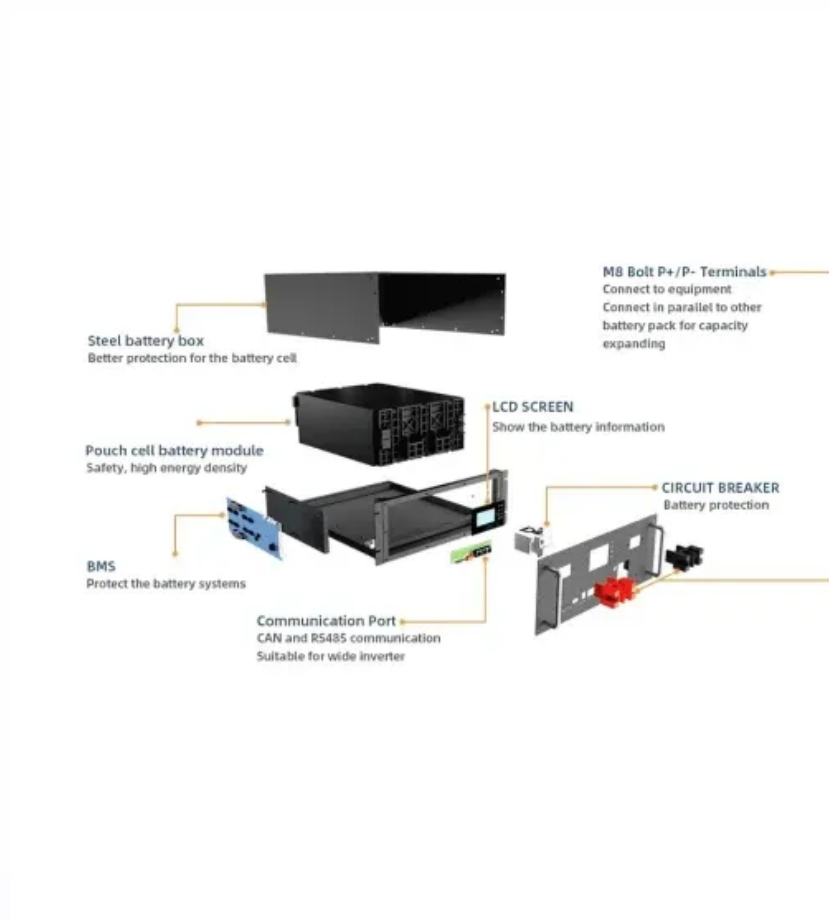 M8 Bolt P+/P- Terminals
Connect to equipment
Connect in parallel to other
battery pack for capacity
expanding
Steel battery box
Better protection for the battery cell
LCD SCREEN
Show the battery information
Pouch cell battery module
Safety, high energy density
CIRCUIT BREAKER
Battery protection
BMS
Protect the battery systems
Communication Port
CAN and RS485 communication
Suitable for wide inverter